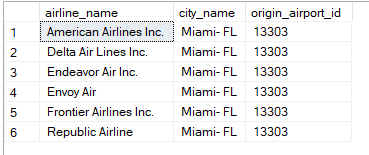 airline_name city_name origin_airport_id
1 American Airlines Inc. Miami- FL 13303
2 Delta Air Lines Inc. Miami- FL 13303
3 Endeavor Air Inc. Miami- FL 13303
4 Envoy Air Miami- FL 13303
5 Frontier Airlines Inc. Miami- FL 13303
6 Republic Airline Miami- FL 13303